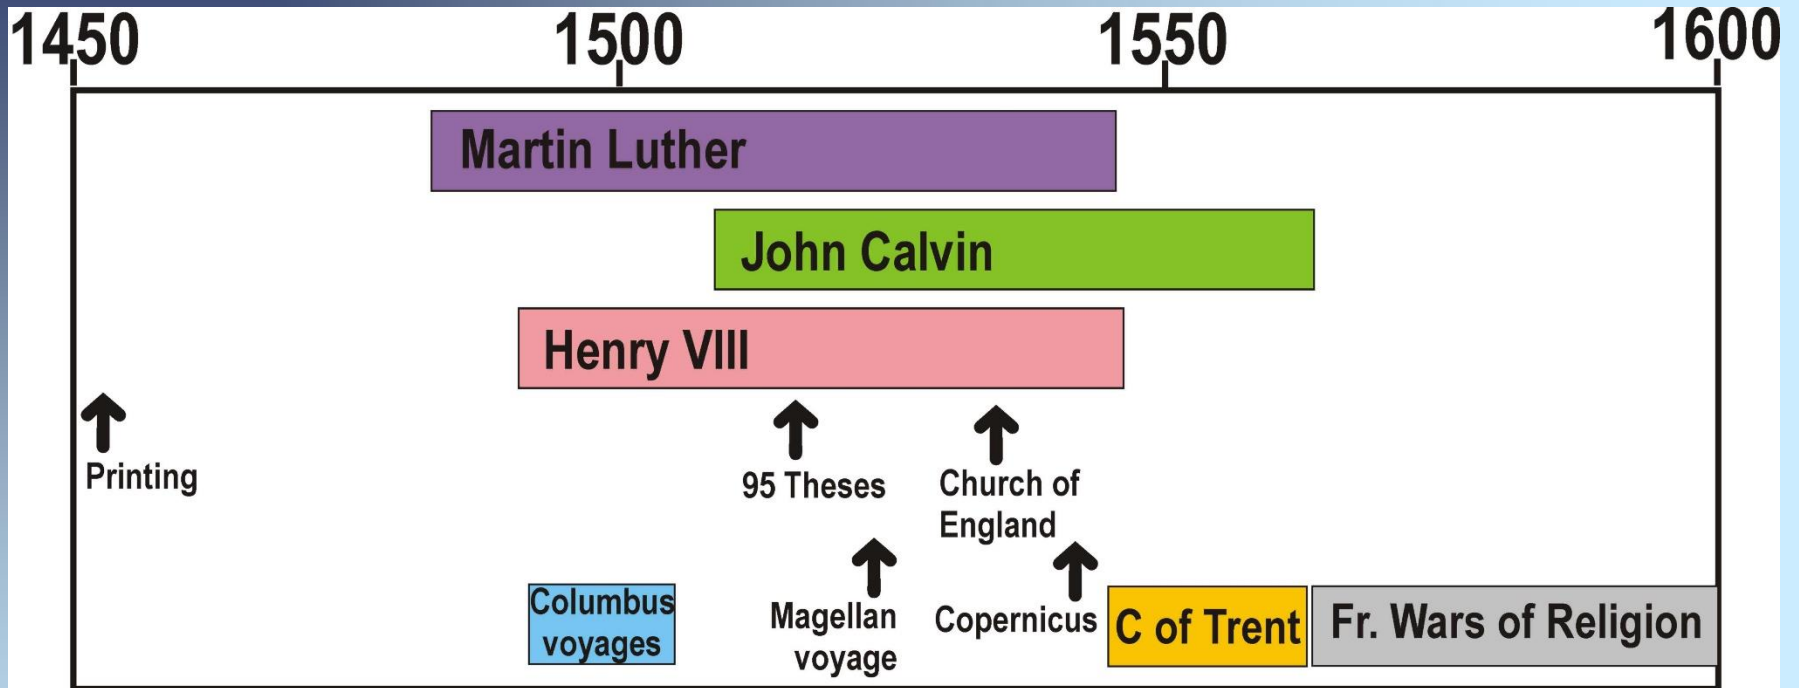 1450 1500 1550 1600
Martin Luther
John Calvin
Henry VIII
Printing
95 Theses
Church of
England
Columbus
voyages
Magellan
voyage
Copernicus
C of Trent
Fr. Wars of Religion